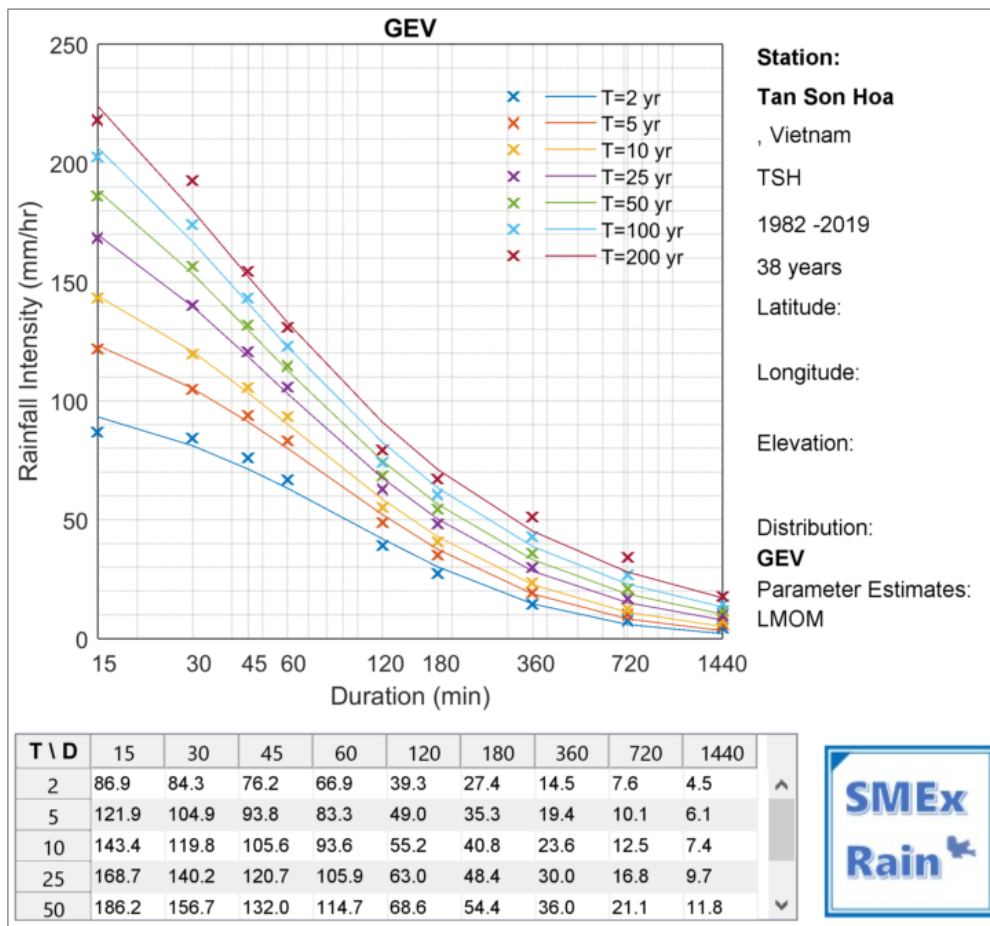 GEV
250
200
150
100
50
0
Rainfall Intensity (mm/hr)
15 30 45 60 120 180 360 720 1440
Duration (min)
T=2 yr
T=5 yr
T=10 yr
T=25 yr
T=50 yr
T=100 yr
T=200 yr
Station:
Tan Son Hoa
, Vietnam
TSH
1982 -2019
38 years
Latitude:
Longitude:
Elevation:
Distribution:
GEV
Parameter Estimates:
LMOM
T \ D 15 30 45 60 120 180 360 720 1440
2 86.9 84.3 76.2 66.9 39.3 27.4 14.5 7.6 4.5
5 121.9 104.9 93.8 83.3 49.0 35.3 19.4 10.1 6.1
10 143.4 119.8 105.6 93.6 55.2 40.8 23.6 12.5 7.4
25 168.7 140.2 120.7 105.9 63.0 48.4 30.0 16.8 9.7
50 186.2 156.7 132.0 114.7 68.6 54.4 36.0 21.1 11.8
SMEx
Rain